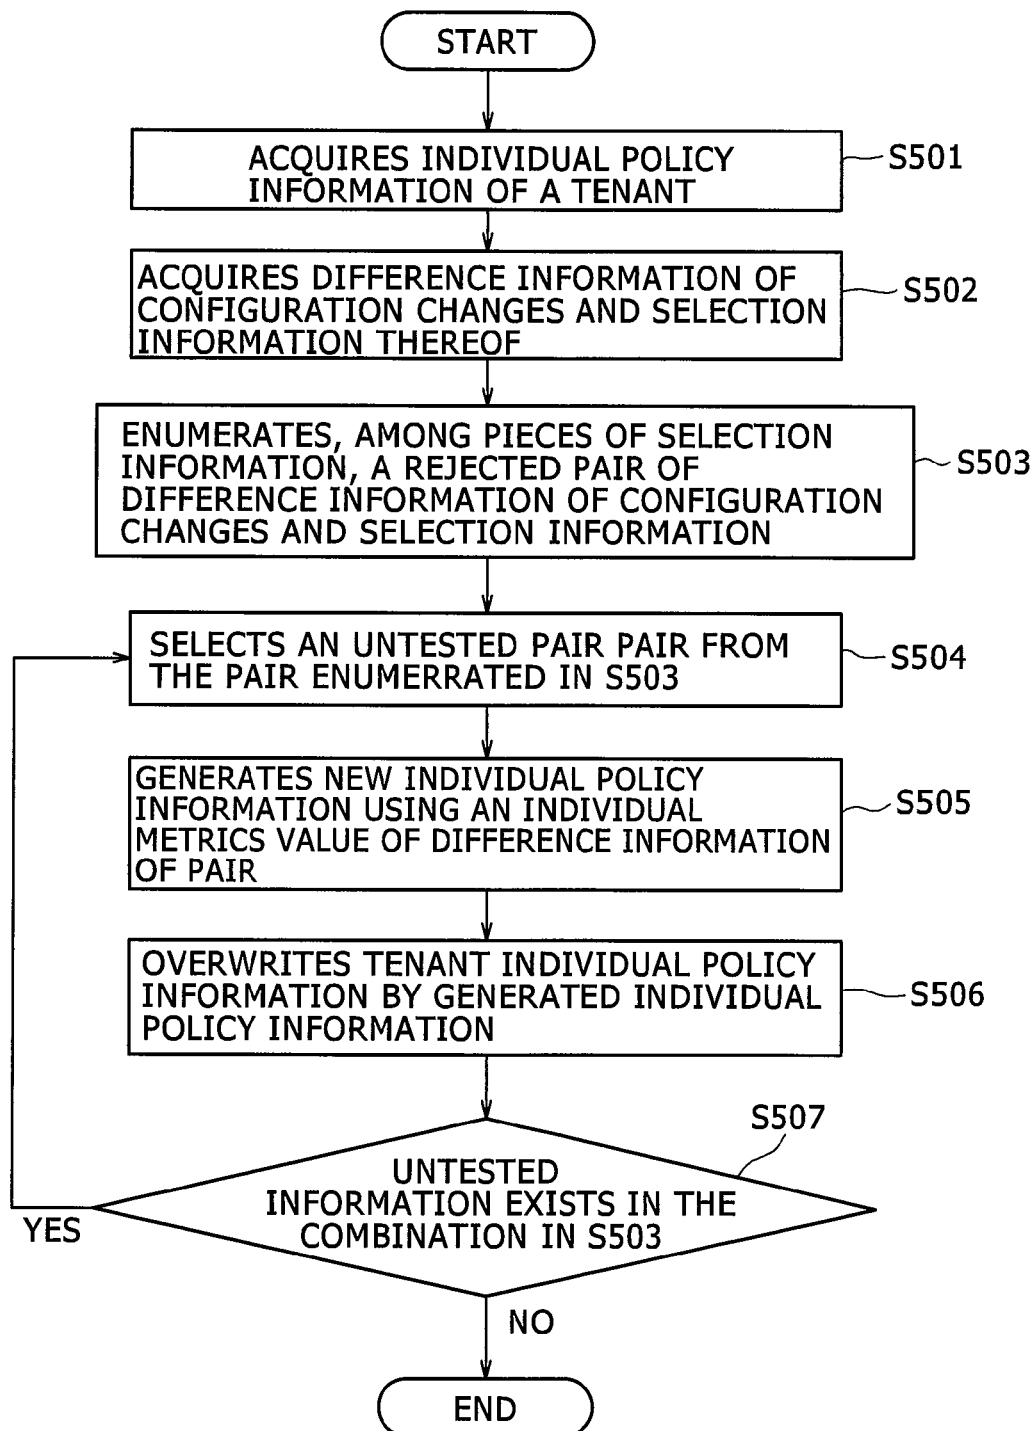 START
ACQUIRES INDIVIDUAL POLICY
INFORMATION OF A TENANT
S501
ACQUIRES DIFFERENCE INFORMATION OF
CONFIGURATION CHANGES AND SELECTION
INFORMATION THEREOF
S502
ENUMERATES, AMONG PIECES OF SELECTION
INFORMATION, A REJECTED PAIR OF
DIFFERENCE INFORMATION OF CONFIGURATION
CHANGES AND SELECTION INFORMATION
S503
SELECTS AN UNTESTED PAIR PAIR FROM
THE PAIR ENUMERRATED IN S503
S504
GENERATES NEW INDIVIDUAL POLICY
INFORMATION USING AN INDIVIDUAL
METRICS VALUE OF DIFFERENCE INFORMATION
OF PAIR
S505
OVERWRITES TENANT INDIVIDUAL POLICY
INFORMATION BY GENERATED INDIVIDUAL
POLICY INFORMATION
S506
S507
UNTESTED
INFORMATION EXISTS IN THE
COMBINATION IN S503
YES
NO
END